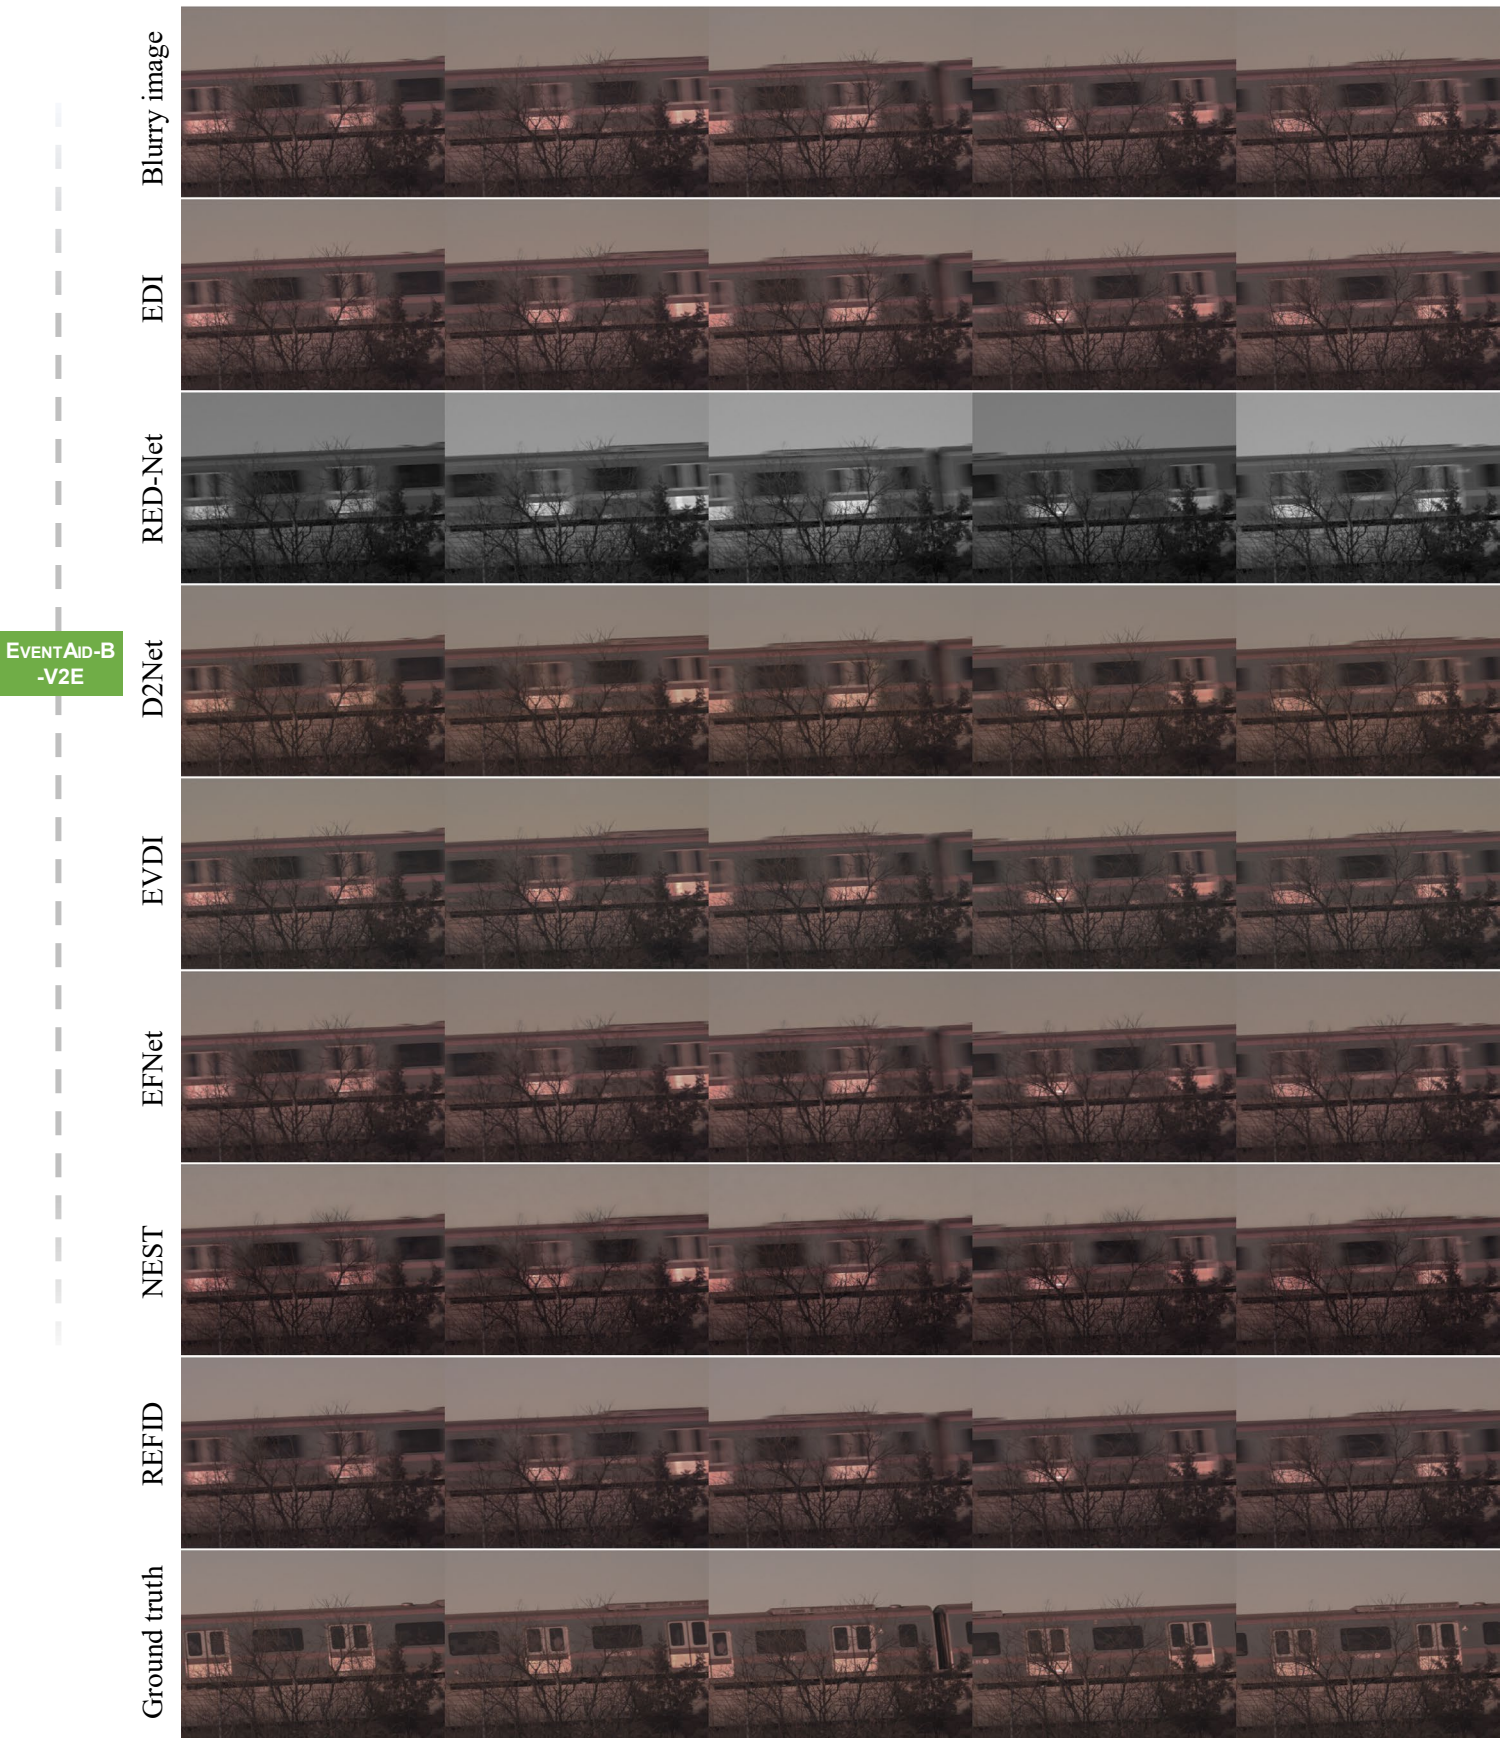 Blurry image
EDI
RED-Net
EVENTAID-B
-V2E
D2Net
EVDI
EFNet
NEST
REFID
Ground truth